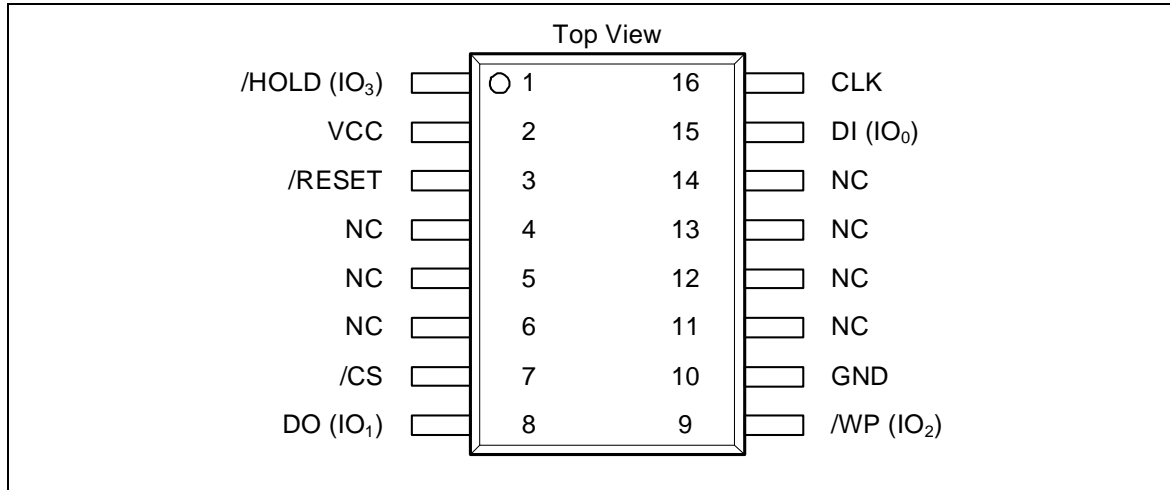 Top View
/HOLD (IO₃) 1 16 CLK
VCC 2 15 DI (IO₀)
/RESET 3 14 NC
NC 4 13 NC
NC 5 12 NC
NC 6 11 NC
/CS 7 10 GND
DO (IO₁) 8 9 /WP (IO₂)